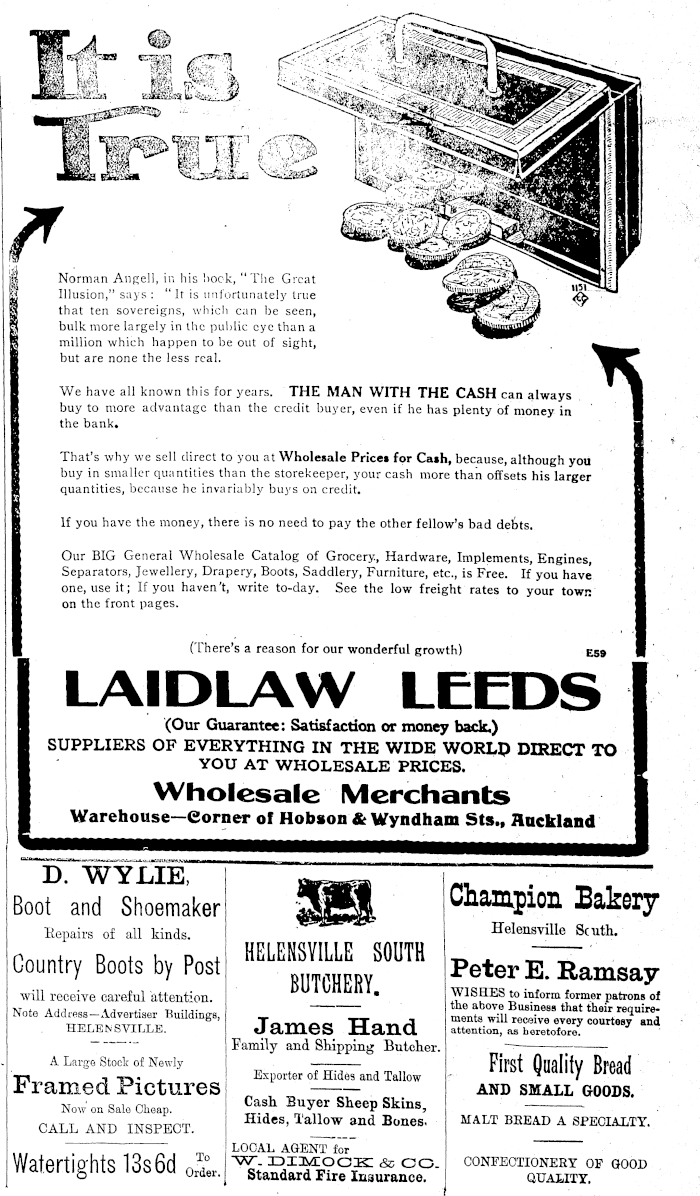 It is
True
1151
Norman Angell, in his book, "The Great
Illusion," says: "It is unfortunately true
that ten sovereigns, which can be seen,
bulk more largely in the public eye than a
million which happen to be out of sight,
but are none the less real.
We have all known this for years. THE MAN WITH THE CASH can always
buy to more advantage than the credit buyer, even if he has plenty of money in
the bank.
That's why we sell direct to you at Wholesale Prices for Cash, because, although you
buy in smaller quantities than the storekeeper, your cash more than offsets his larger
quantities, because he invariably buys on credit.
If you have the money, there is no need to pay the other fellow's bad debts.
Our BIG General Wholesale Catalog of Grocery, Hardware, Implements, Engines,
Separators, Jewellery, Drapery, Boots, Saddlery, Furniture, etc., is Free. If you have
one, use it; If you haven't, write to-day. See the low freight rates to your town
on the front pages.
(There's a reason for our wonderful growth)
E59
LAIDLAW LEEDS
(Our Guarantee: Satisfaction or money back.)
SUPPLIERS OF EVERYTHING IN THE WIDE WORLD DIRECT TO
YOU AT WHOLESALE PRICES.
Wholesale Merchants
Warehouse—Corner of Hobson & Wyndham Sts., Auckland
D. WYLIE,
Boot and Shoemaker
Repairs of all kinds.
Country Boots by Post
will receive careful attention.
Note Address—Advertiser Buildings,
HELENSVILLE.
A Large Stock of Newly
Framed Pictures
Now on Sale Cheap.
CALL AND INSPECT.
Watertights 13s6d To Order.
HELENSVILLE SOUTH
BUTCHERY.
James Hand
Family and Shipping Butcher.
Exporter of Hides and Tallow
Cash Buyer Sheep Skins,
Hides, Tallow and Bones.
LOCAL AGENT for
W. DIMOCK & CO.
Standard Fire Insurance.
Champion Bakery
Helensville South.
Peter E. Ramsay
WISHES to inform former patrons of
the above Business that their require-
ments will receive every courtesy and
attention, as heretofore.
First Quality Bread
AND SMALL GOODS.
MALT BREAD A SPECIALTY.
CONFECTIONERY OF GOOD
QUALITY.